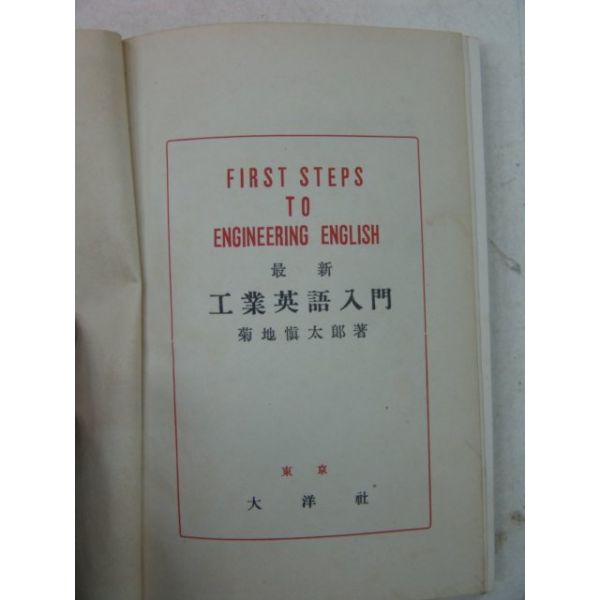 FIRST STEPS
TO
ENGINEERING ENGLISH
最新
工業英語入門
菊地愼太郎著
東京
大洋社